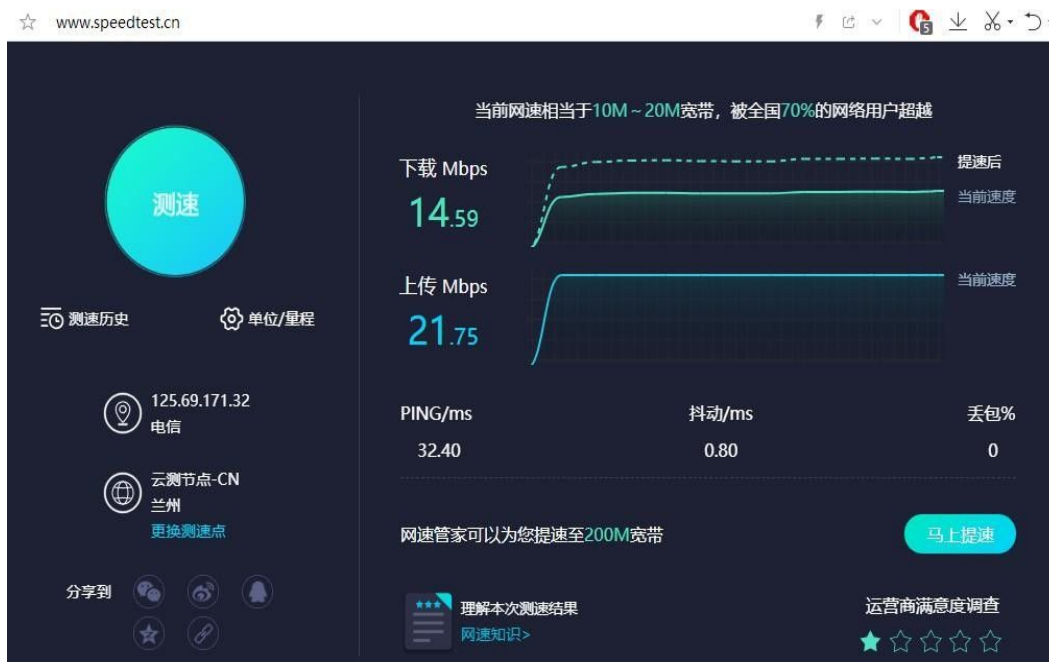 www.speedtest.cn
5
测速
测速历史
单位/量程
125.69.171.32
电信
云测节点-CN
兰州
更换测速点
分享到
当前网速相当于10M～20M宽带，被全国70%的网络用户超越
下载 Mbps
14.59
提速后
当前速度
上传 Mbps
21.75
当前速度
PING/ms 抖动/ms 丢包%
32.40 0.80 0
网速管家可以为您提速至200M宽带
马上提速
理解本次测速结果
网速知识>
运营商满意度调查